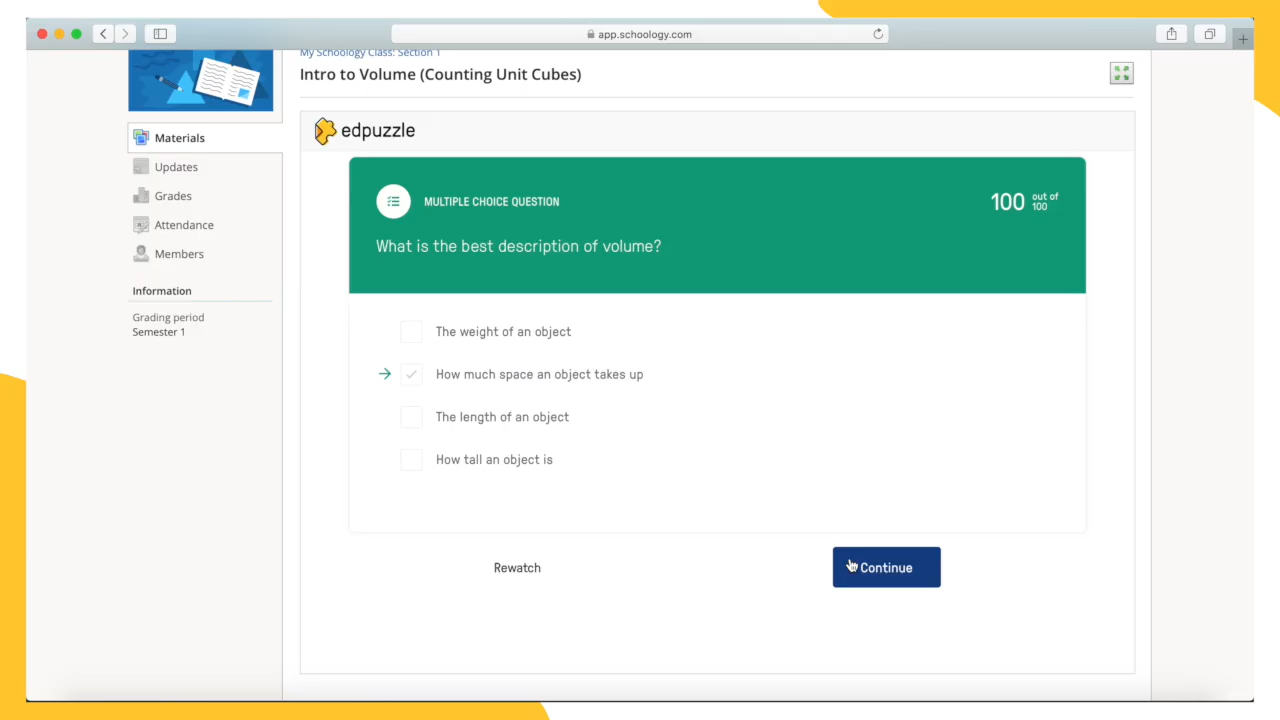 app.schoology.com
My Schoology Class: Section 1
Intro to Volume (Counting Unit Cubes)
Materials
Updates
Grades
Attendance
Members
Information
Grading period
Semester 1
edpuzzle
MULTIPLE CHOICE QUESTION
100 out of 100
What is the best description of volume?
The weight of an object
How much space an object takes up
The length of an object
How tall an object is
Rewatch
Continue